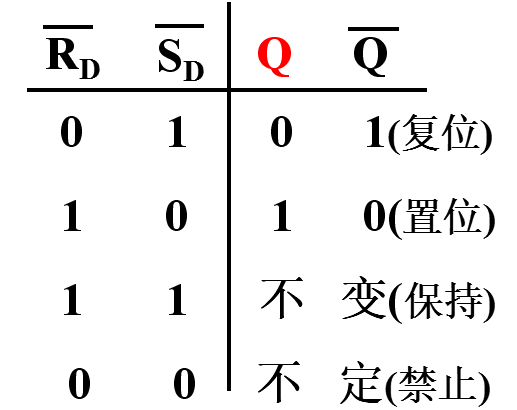 R̅D S̅D Q Q̅
0 1 0 1(复位)
1 0 1 0(置位)
1 1 不 变(保持)
0 0 不 定(禁止)